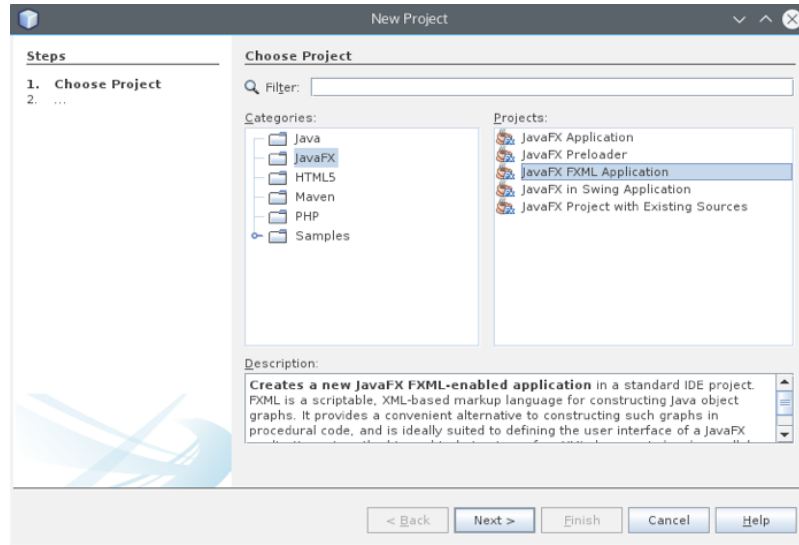 New Project
Steps
1. Choose Project
2. ...
Choose Project
Filter:
Categories:
Java
JavaFX
HTML5
Maven
PHP
Samples
Projects:
JavaFX Application
JavaFX Preloader
JavaFX FXML Application
JavaFX in Swing Application
JavaFX Project with Existing Sources
Description:
Creates a new JavaFX FXML-enabled application in a standard IDE project.
FXML is a scriptable, XML-based markup language for constructing Java object
graphs. It provides a convenient alternative to constructing such graphs in
procedural code, and is ideally suited to defining the user interface of a JavaFX
< Back
Next >
Finish
Cancel
Help